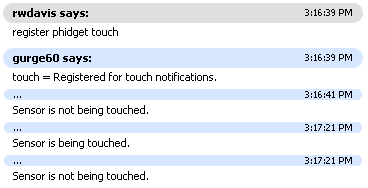 rwdavis says: 3:16:39 PM
register phidget touch
gurge60 says: 3:16:39 PM
touch = Registered for touch notifications.
... 3:16:41 PM
Sensor is not being touched.
... 3:17:21 PM
Sensor is being touched.
... 3:17:21 PM
Sensor is not being touched.